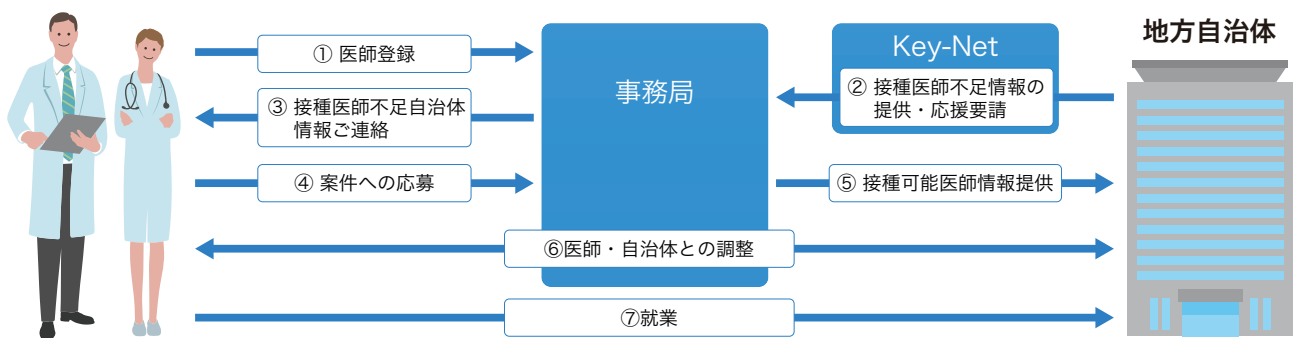 地方自治体
① 医師登録
事務局
Key-Net
② 接種医師不足情報の
提供・応援要請
③ 接種医師不足自治体
情報ご連絡
④ 案件への応募
⑤ 接種可能医師情報提供
⑥医師・自治体との調整
⑦就業